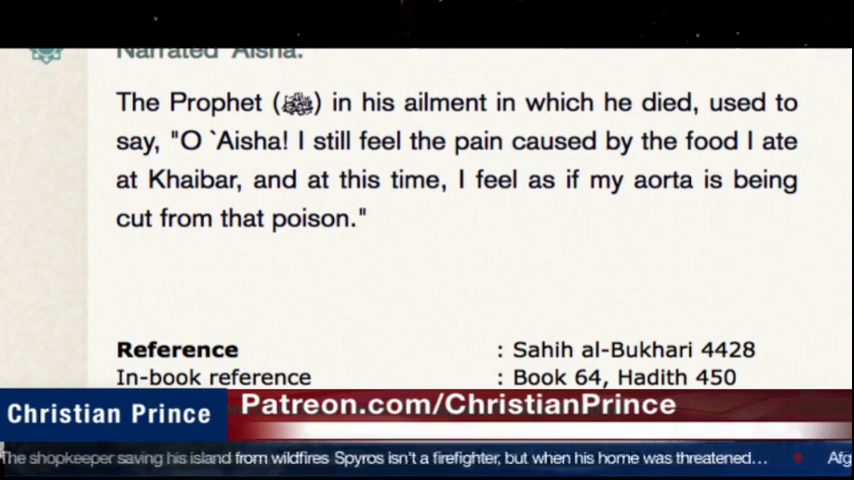 Narrated `Aisha:
The Prophet (ﷺ) in his ailment in which he died, used to
say, "O `Aisha! I still feel the pain caused by the food I ate
at Khaibar, and at this time, I feel as if my aorta is being
cut from that poison."
Reference : Sahih al-Bukhari 4428
In-book reference : Book 64, Hadith 450
Christian Prince Patreon.com/ChristianPrince
The shopkeeper saving his island from wildfires Spyros isn't a firefighter, but when his home was threatened... Afg